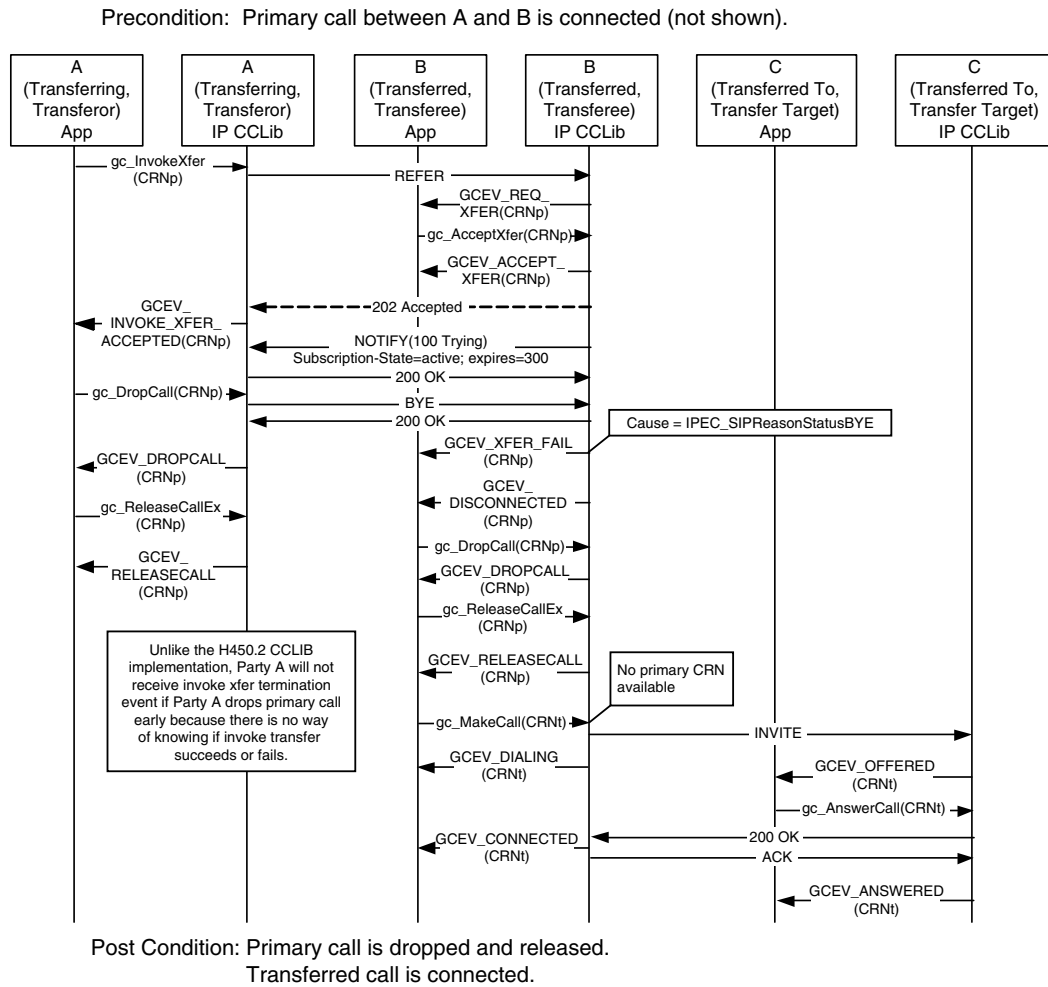 Precondition: Primary call between A and B is connected (not shown).
A
(Transferring,
Transferor)
App
A
(Transferring,
Transferor)
IP CCLib
B
(Transferred,
Transferee)
App
B
(Transferred,
Transferee)
IP CCLib
C
(Transferred To,
Transfer Target)
App
C
(Transferred To,
Transfer Target)
IP CCLib
gc_InvokeXfer
(CRNp)
REFER
GCEV_REQ_
XFER(CRNp)
gc_AcceptXfer(CRNp)
GCEV_ACCEPT_
XFER(CRNp)
202 Accepted
GCEV_
INVOKE_XFER_
ACCEPTED(CRNp)
NOTIFY(100 Trying)
Subscription-State=active; expires=300
200 OK
gc_DropCall(CRNp)
BYE
200 OK
Cause = IPEC_SIPReasonStatusBYE
GCEV_XFER_FAIL
(CRNp)
GCEV_DROPCALL
(CRNp)
GCEV_
DISCONNECTED
(CRNp)
gc_ReleaseCallEx
(CRNp)
gc_DropCall(CRNp)
GCEV_
RELEASECALL
(CRNp)
GCEV_DROPCALL
(CRNp)
gc_ReleaseCallEx
(CRNp)
Unlike the H450.2 CCLIB
implementation, Party A will not
receive invoke xfer termination
event if Party A drops primary call
early because there is no way
of knowing if invoke transfer
succeeds or fails.
GCEV_RELEASECALL
(CRNp)
No primary CRN
available
gc_MakeCall(CRNt)
INVITE
GCEV_DIALING
(CRNt)
GCEV_OFFERED
(CRNt)
gc_AnswerCall(CRNt)
200 OK
GCEV_CONNECTED
(CRNt)
ACK
GCEV_ANSWERED
(CRNt)
Post Condition: Primary call is dropped and released.
Transferred call is connected.